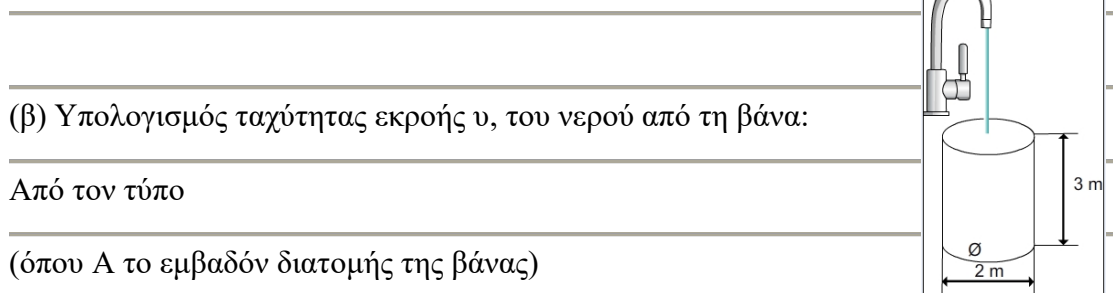 (β) Υπολογισμός ταχύτητας εκροής υ, του νερού από τη βάνα:
Από τον τύπο
3 m
(όπου Α το εμβαδόν διατομής της βάνας)
Ø
2 m